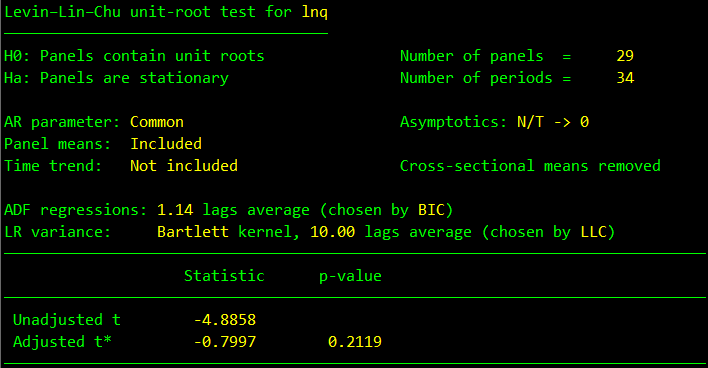 Levin–Lin–Chu unit-root test for lnq
H0: Panels contain unit roots Number of panels = 29
Ha: Panels are stationary Number of periods = 34
AR parameter: Common Asymptotics: N/T -> 0
Panel means: Included
Time trend: Not included Cross-sectional means removed
ADF regressions: 1.14 lags average (chosen by BIC)
LR variance: Bartlett kernel, 10.00 lags average (chosen by LLC)
Statistic p-value
Unadjusted t -4.8858
Adjusted t* -0.7997 0.2119